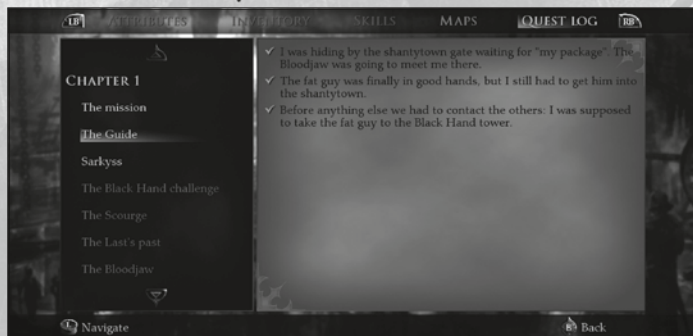 LB ATTRIBUTES INVENTORY SKILLS MAPS QUEST LOG RB
CHAPTER 1
The mission
The Guide
Sarkyss
The Black Hand challenge
The Scourge
The Last's past
The Bloodjaw
✓ I was hiding by the shantytown gate waiting for "my package". The
Bloodjaw was going to meet me there.
✓ The fat guy was finally in good hands, but I still had to get him into
the shantytown.
✓ Before anything else we had to contact the others: I was supposed
to take the fat guy to the Black Hand tower.
L Navigate
B Back